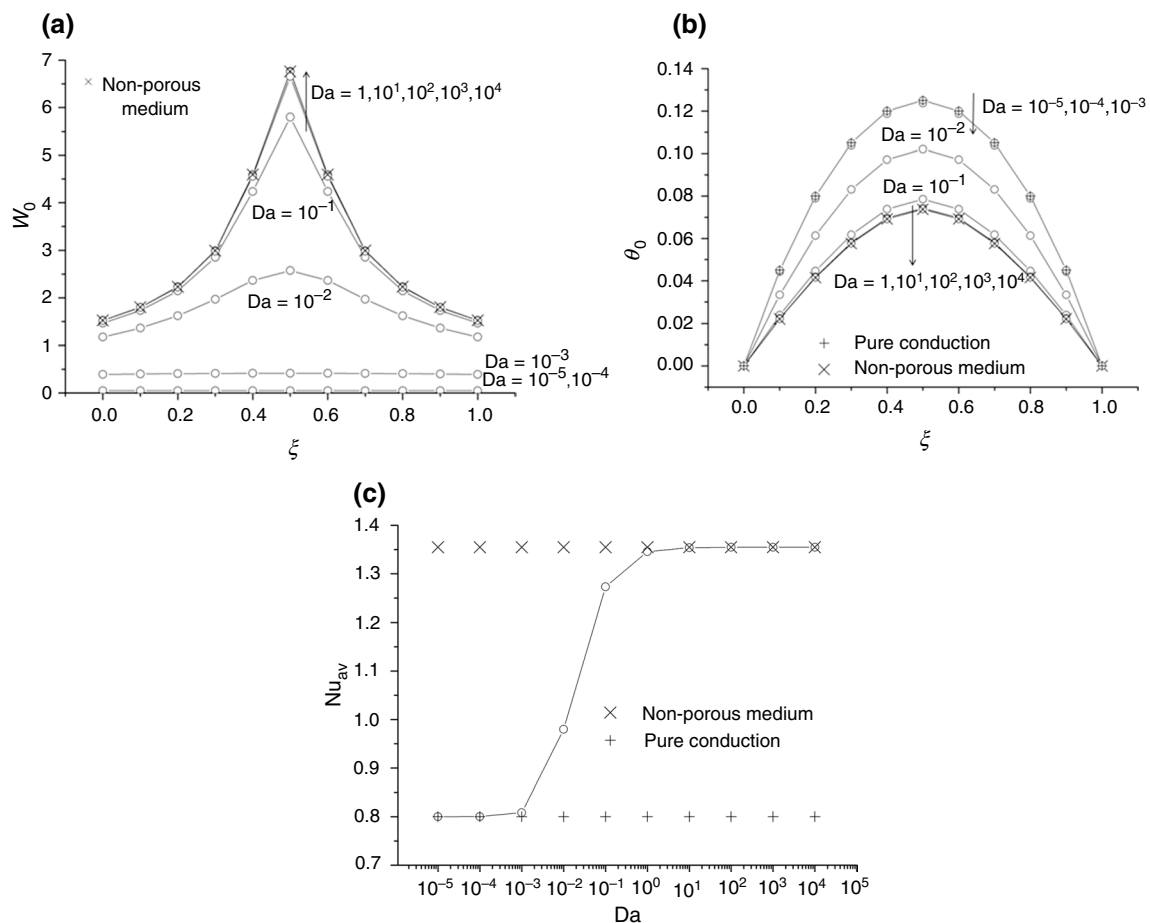 (a)
7
6
5
4
3
2
1
0
W₀
× Non-porous
medium
Da = 1,10¹,10²,10³,10⁴
Da = 10⁻¹
Da = 10⁻²
Da = 10⁻³
Da = 10⁻⁵,10⁻⁴
0.0 0.2 0.4 0.6 0.8 1.0
ξ
(b)
0.14
0.12
0.10
0.08
0.06
0.04
0.02
0.00
θ₀
Da = 10⁻⁵,10⁻⁴,10⁻³
Da = 10⁻²
Da = 10⁻¹
Da = 1,10¹,10²,10³,10⁴
+ Pure conduction
× Non-porous medium
0.0 0.2 0.4 0.6 0.8 1.0
ξ
(c)
1.4
1.3
1.2
1.1
1.0
0.9
0.8
0.7
Nu_av
× Non-porous medium
+ Pure conduction
10⁻⁵ 10⁻⁴ 10⁻³ 10⁻² 10⁻¹ 10⁰ 10¹ 10² 10³ 10⁴ 10⁵
Da